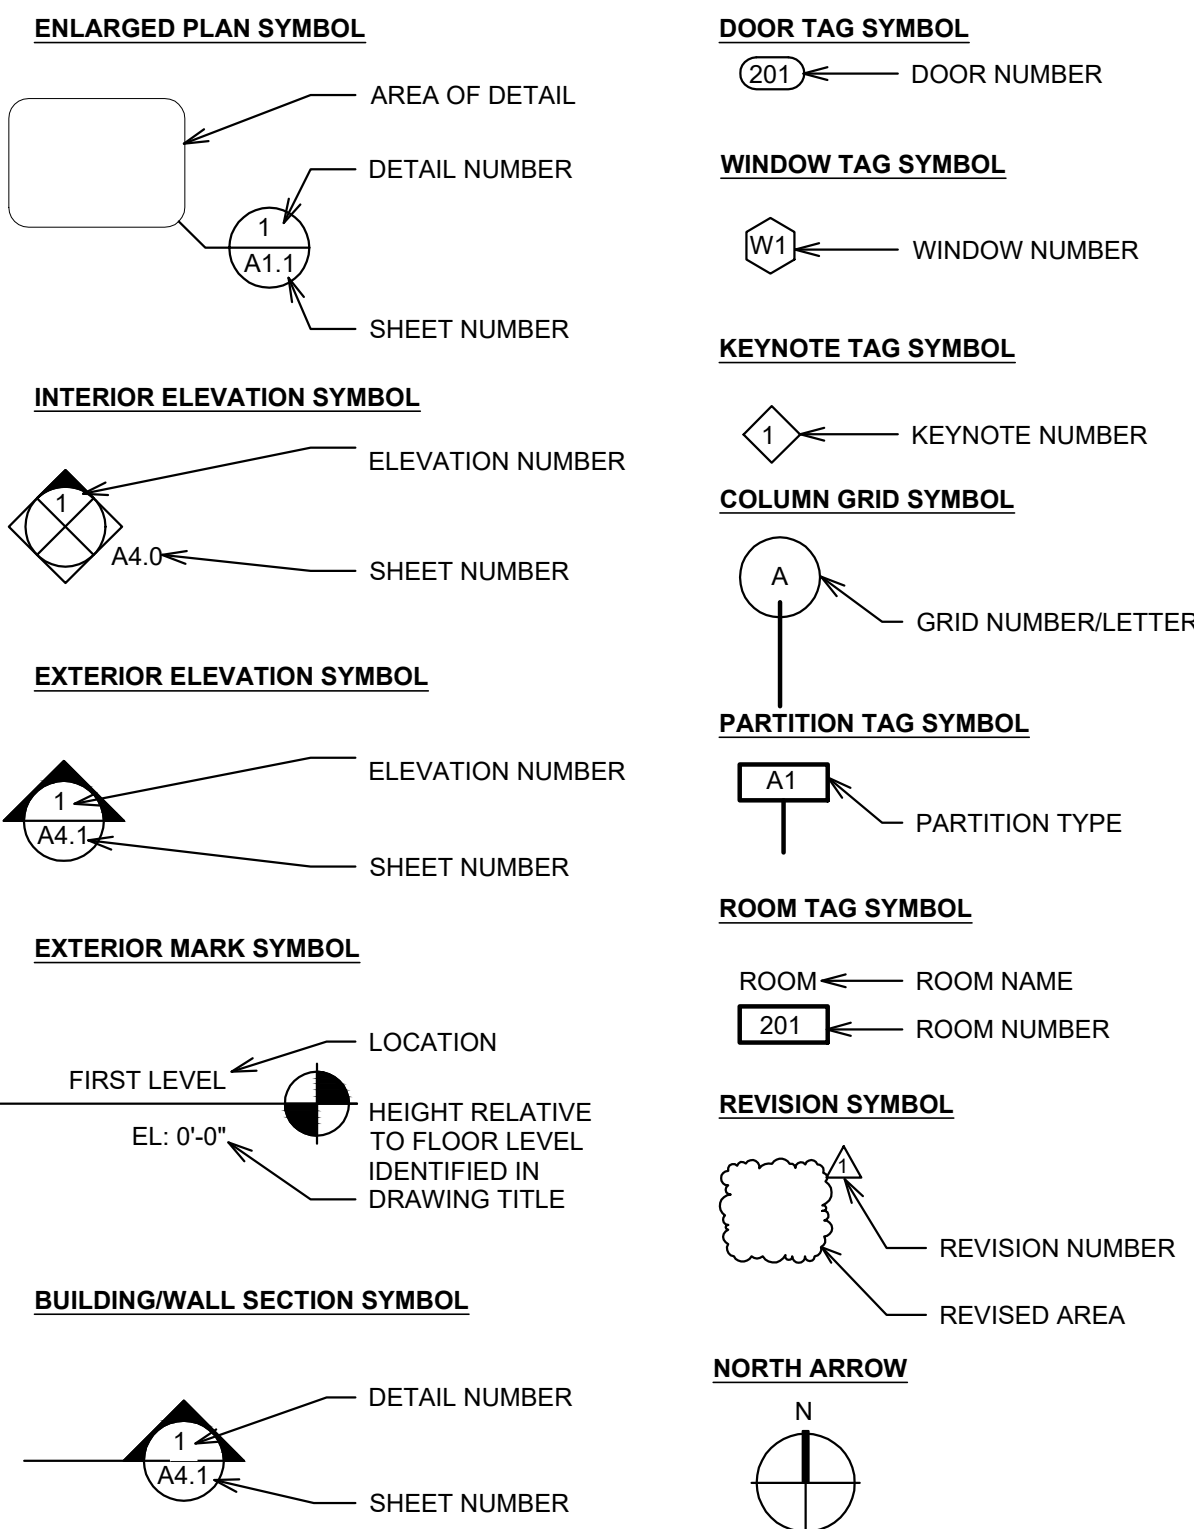 ENLARGED PLAN SYMBOL
AREA OF DETAIL
DETAIL NUMBER
1
A1.1
SHEET NUMBER
INTERIOR ELEVATION SYMBOL
ELEVATION NUMBER
1
A4.0
SHEET NUMBER
EXTERIOR ELEVATION SYMBOL
ELEVATION NUMBER
1
A4.1
SHEET NUMBER
EXTERIOR MARK SYMBOL
LOCATION
FIRST LEVEL
EL: 0'-0"
HEIGHT RELATIVE
TO FLOOR LEVEL
IDENTIFIED IN
DRAWING TITLE
BUILDING/WALL SECTION SYMBOL
DETAIL NUMBER
1
A4.1
SHEET NUMBER
DOOR TAG SYMBOL
201 DOOR NUMBER
WINDOW TAG SYMBOL
W1 WINDOW NUMBER
KEYNOTE TAG SYMBOL
1 KEYNOTE NUMBER
COLUMN GRID SYMBOL
A
GRID NUMBER/LETTER
PARTITION TAG SYMBOL
A1
PARTITION TYPE
ROOM TAG SYMBOL
ROOM ROOM NAME
201 ROOM NUMBER
REVISION SYMBOL
1
REVISION NUMBER
REVISED AREA
NORTH ARROW
N